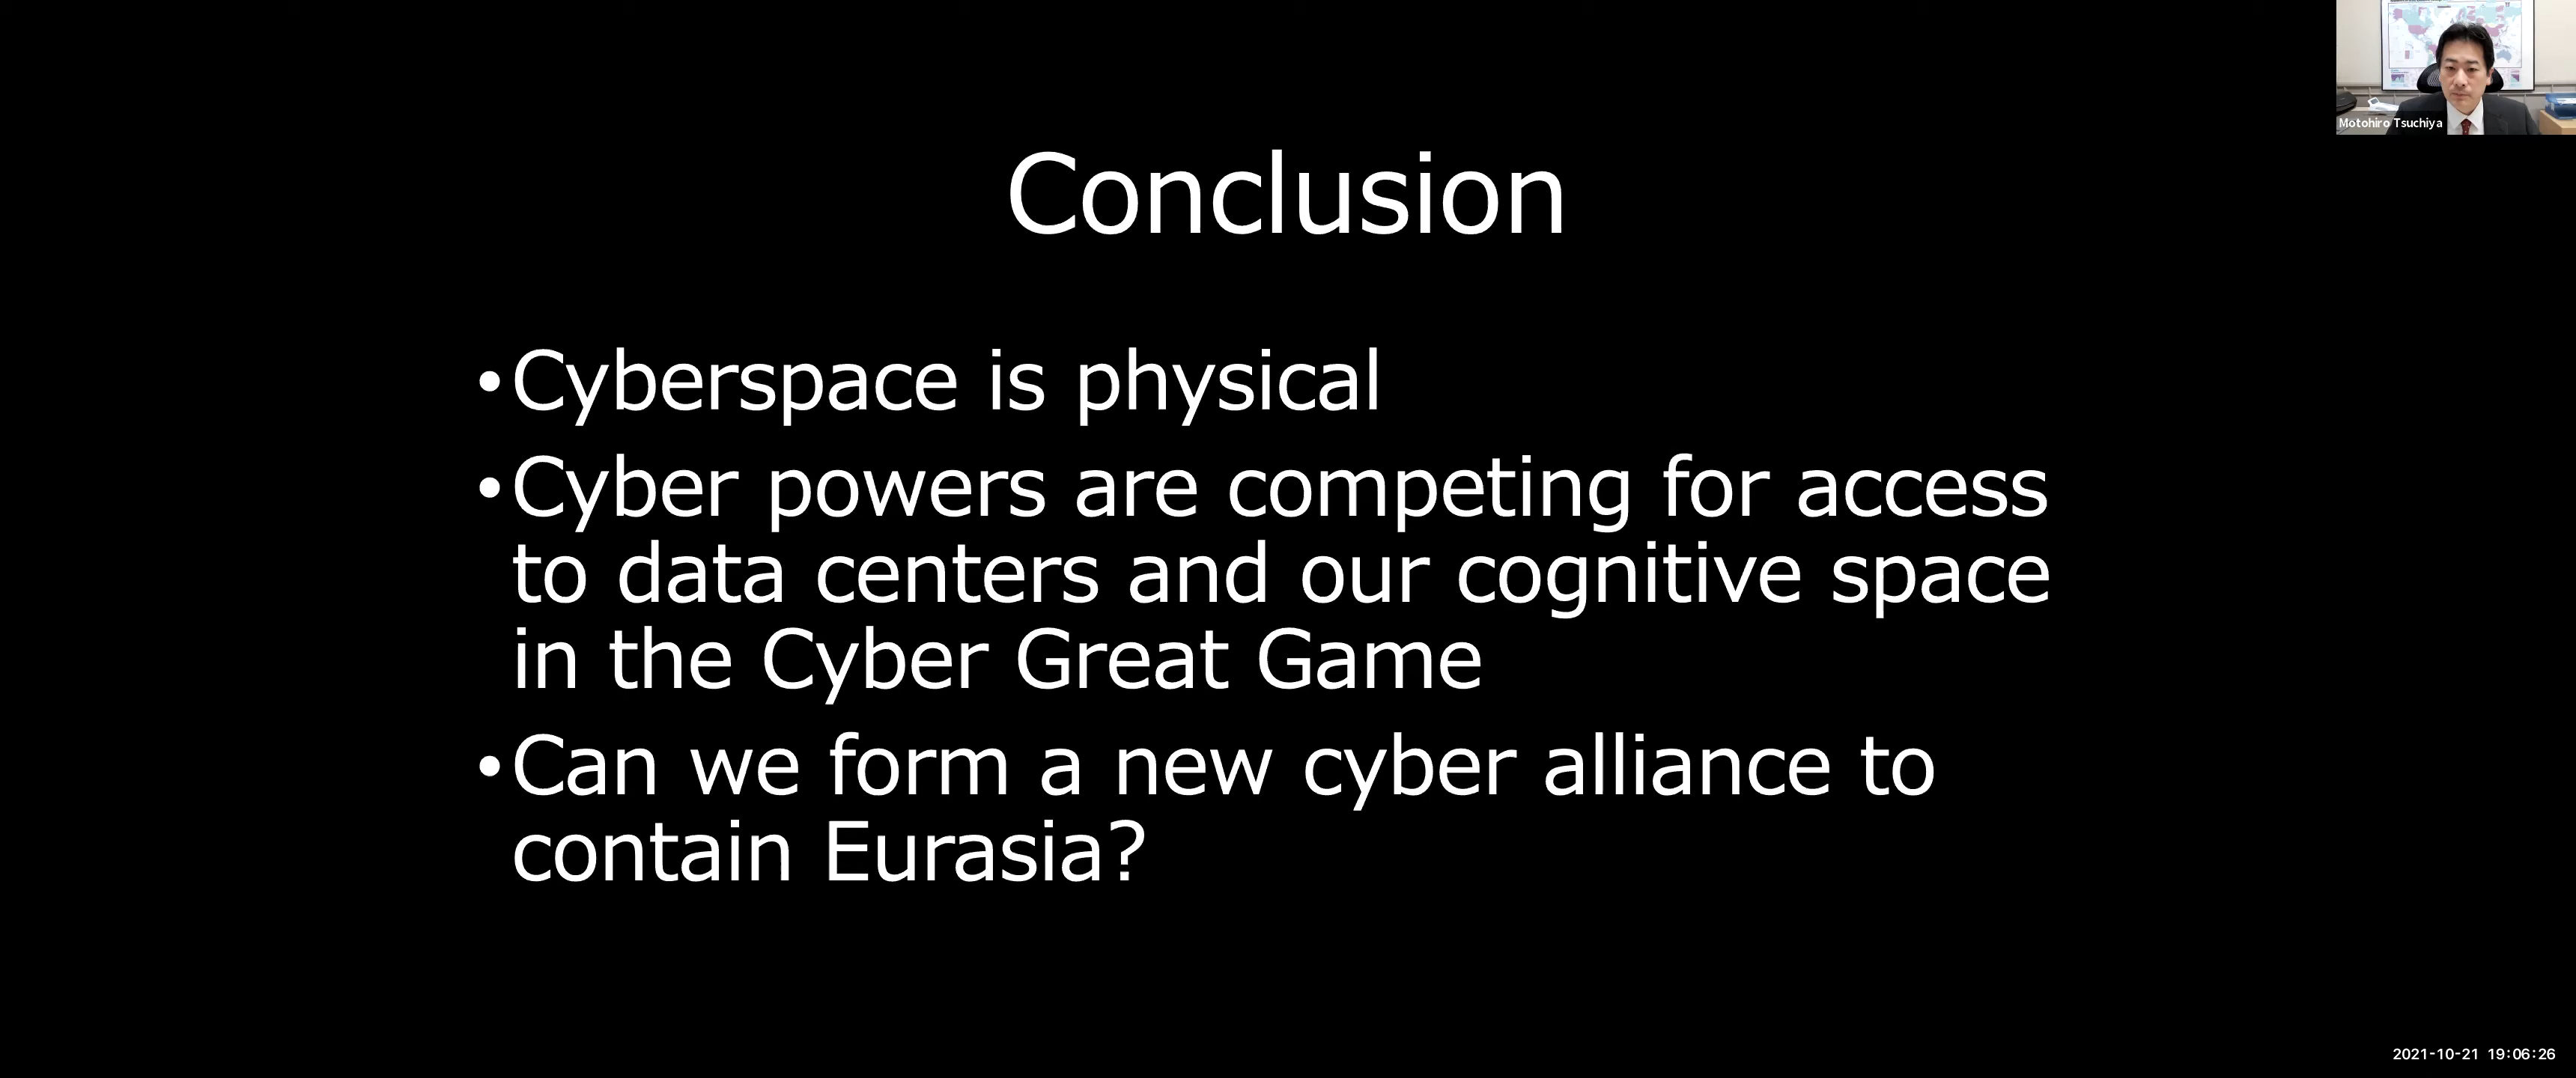 Motohiro Tsuchiya
Conclusion
•Cyberspace is physical
•Cyber powers are competing for access
to data centers and our cognitive space
in the Cyber Great Game
•Can we form a new cyber alliance to
contain Eurasia?
2021-10-21 19:06:26